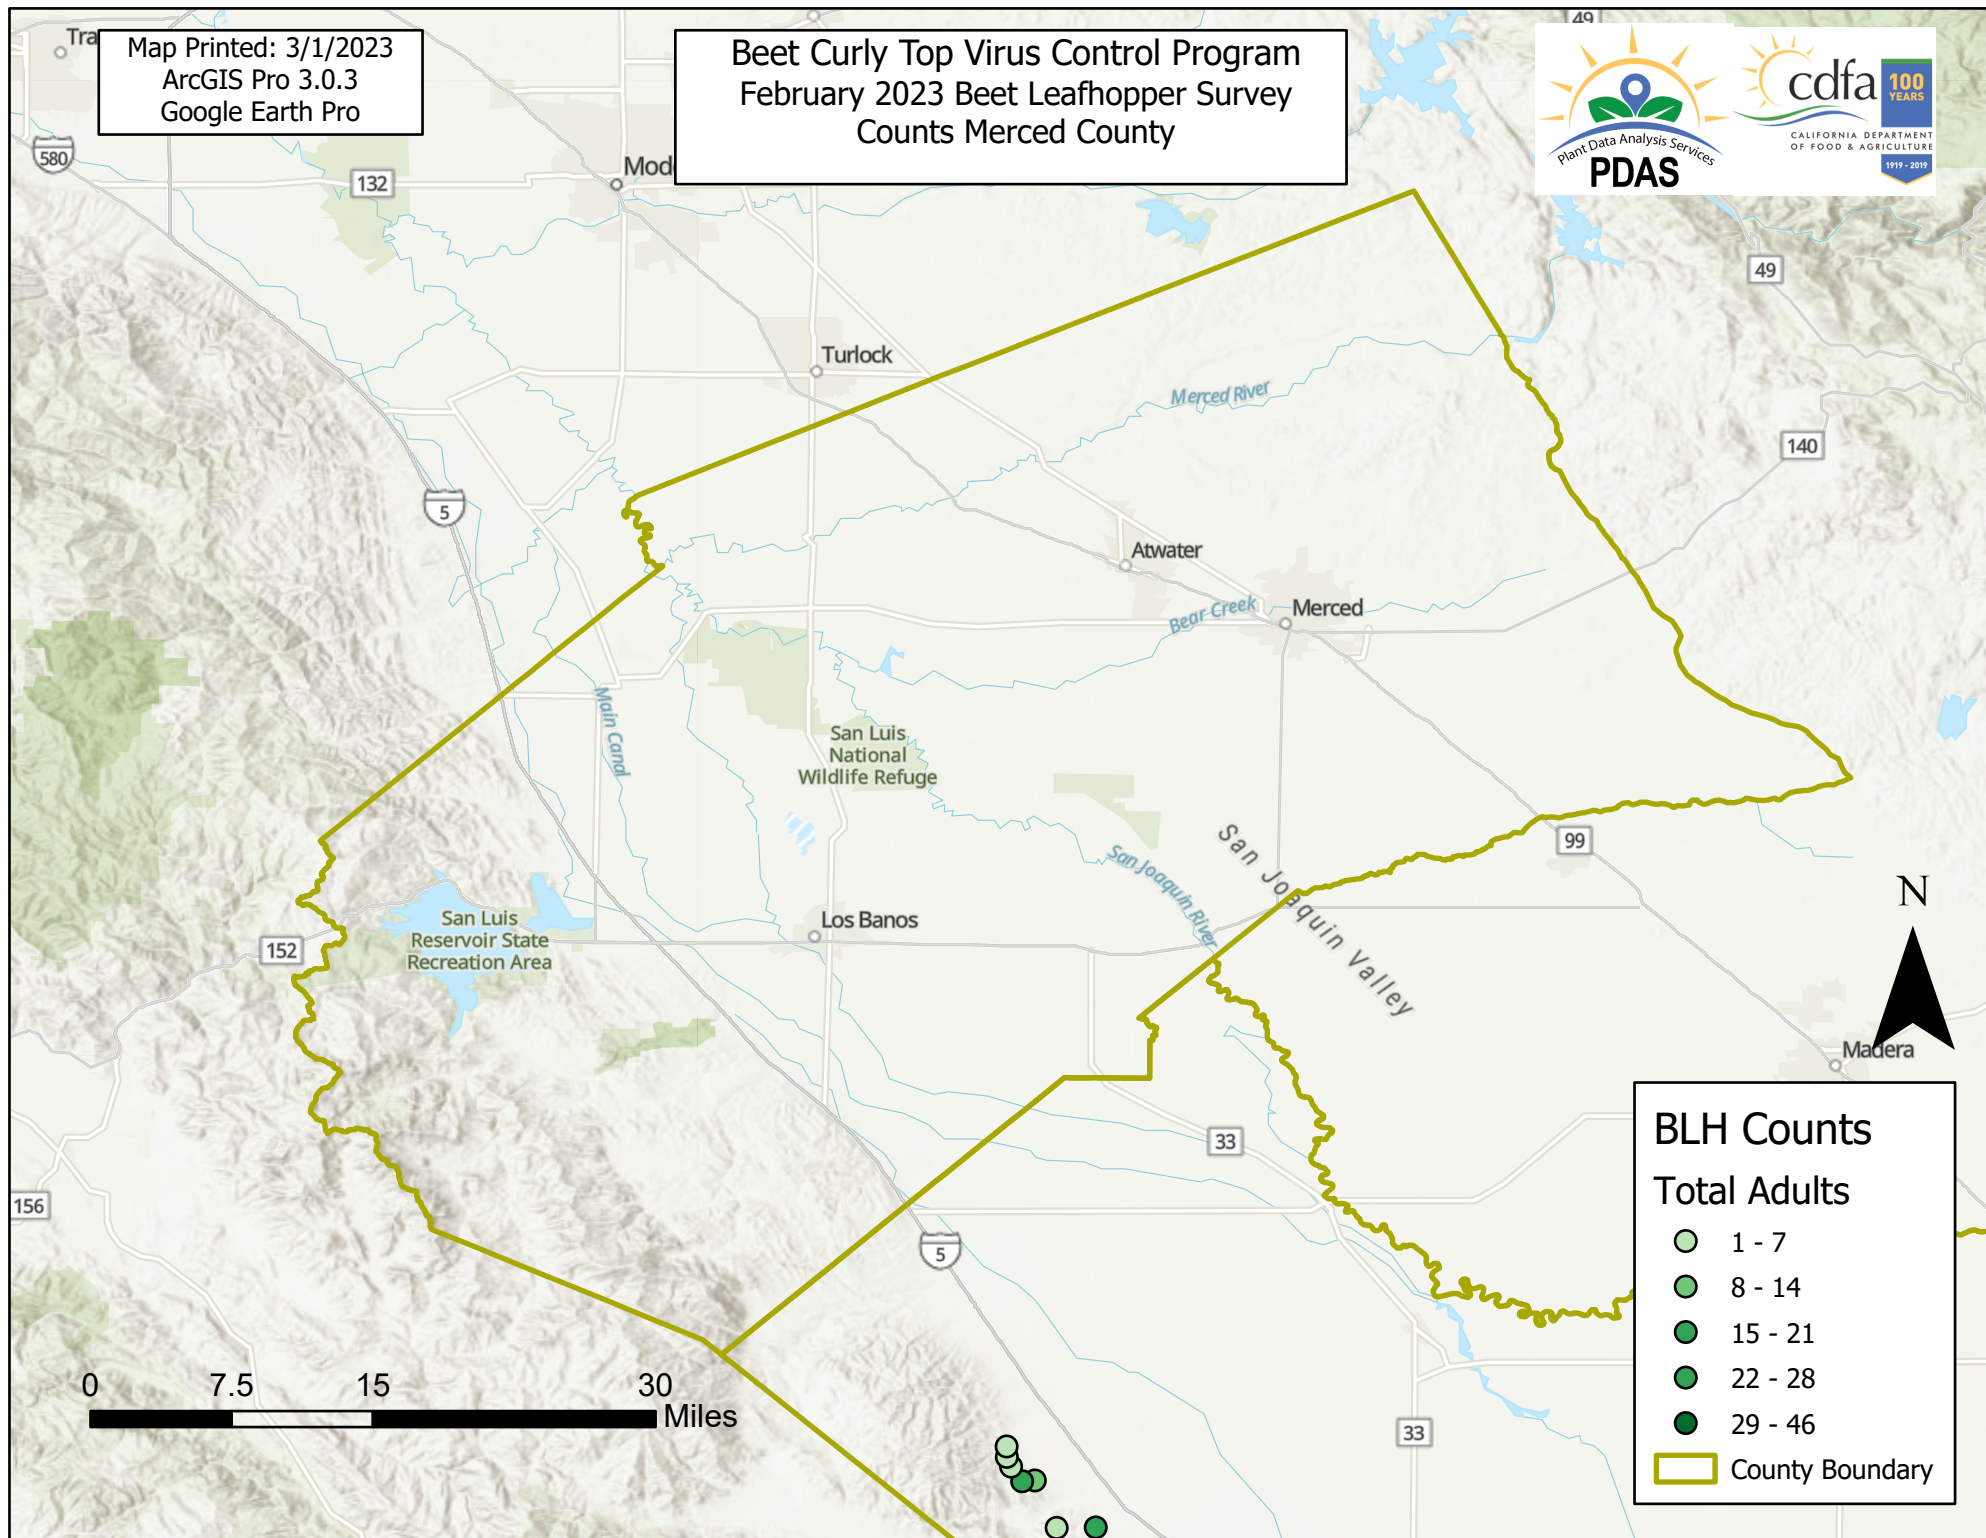 Map Printed: 3/1/2023
ArcGIS Pro 3.0.3
Google Earth Pro
Beet Curly Top Virus Control Program
February 2023 Beet Leafhopper Survey
Counts Merced County
Plant Data Analysis Services
PDAS
cdfa
100
YEARS
CALIFORNIA DEPARTMENT
OF FOOD & AGRICULTURE
1919 - 2019
49
Tra
580
132
Mod
49
Turlock
Merced River
140
5
Atwater
Bear Creek
Merced
Main Canal
San Luis
National
Wildlife Refuge
San Joaquin River
San Joaquin Valley
99
San Luis
Reservoir State
Recreation Area
152
Los Banos
N
Madera
33
156
5
33
BLH Counts
Total Adults
1 - 7
8 - 14
15 - 21
22 - 28
29 - 46
County Boundary
0 7.5 15 30
Miles